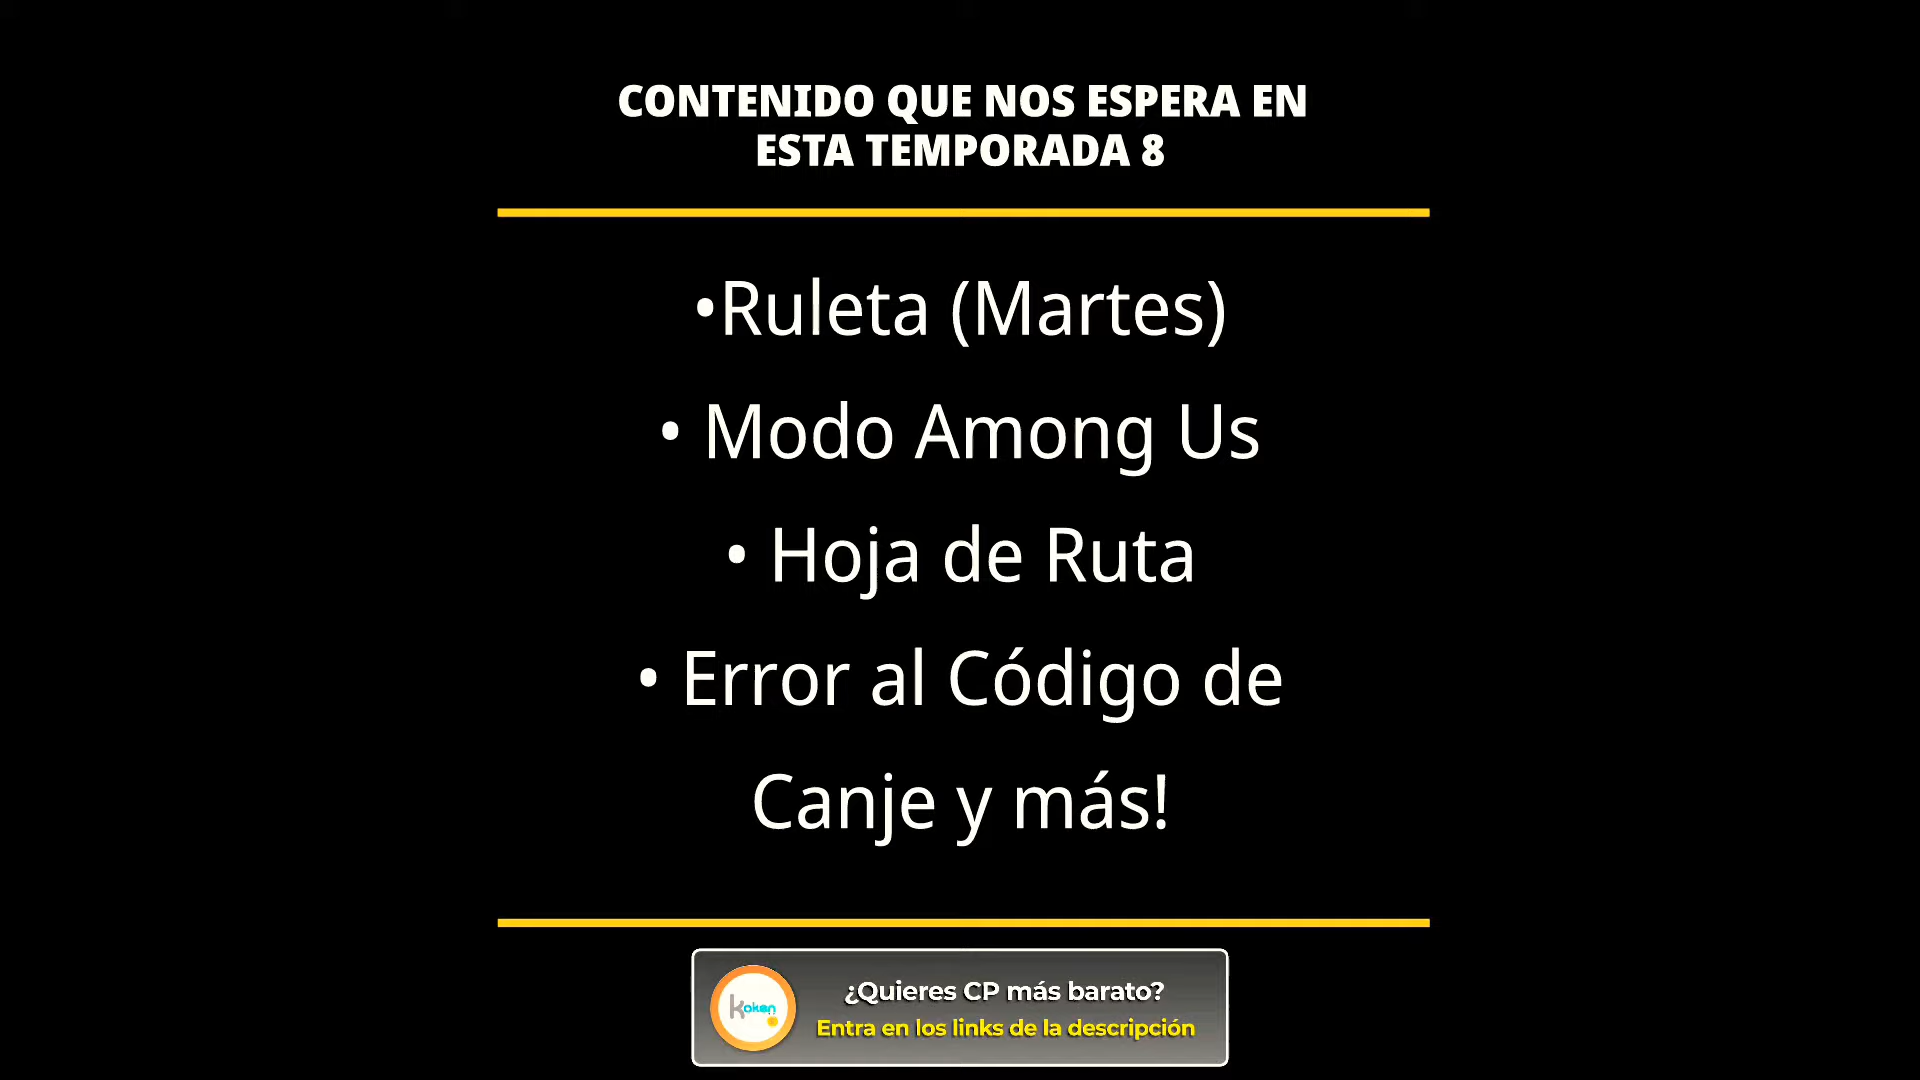 CONTENIDO QUE NOS ESPERA EN
ESTA TEMPORADA 8
•Ruleta (Martes)
• Modo Among Us
• Hoja de Ruta
• Error al Código de
Canje y más!
koken
¿Quieres CP más barato?
Entra en los links de la descripción